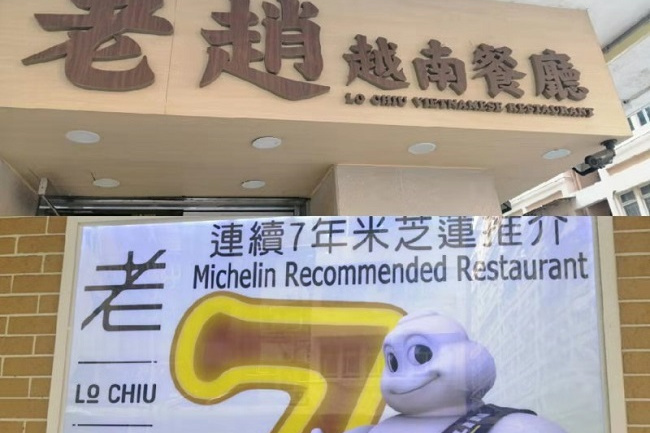 老趙越南餐廳
LO CHIU VIETNAMESE RESTAURANT
連續7年米芝蓮推介
Michelin Recommended Restaurant
老
LO CHIU
7